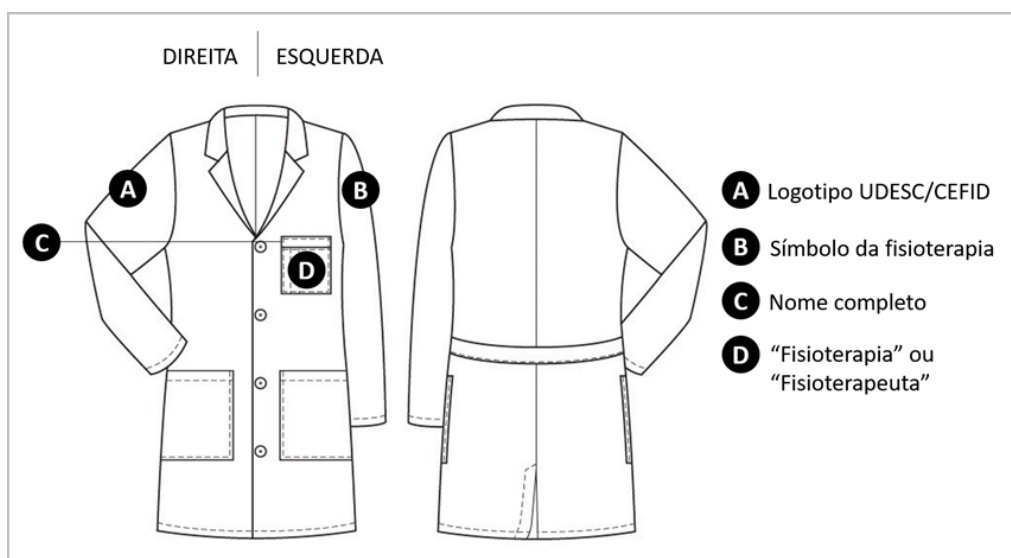 DIREITA | ESQUERDA
A
B
C
D
A Logotipo UDESC/CEFID
B Símbolo da fisioterapia
C Nome completo
D “Fisioterapia” ou
“Fisioterapeuta”